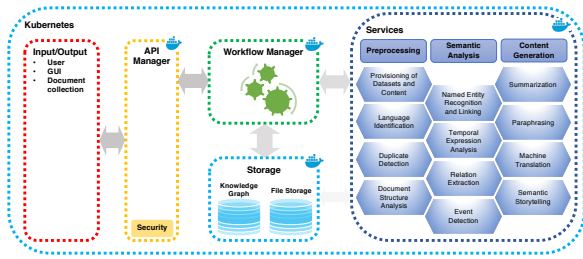 Kubernetes
Input/Output
• User
• GUI
• Document
collection
API
Manager
Security
Workflow Manager
Storage
Knowledge
Graph
File Storage
Services
Preprocessing
Provisioning of
Datasets and
Content
Language
Identification
Duplicate
Detection
Document
Structure
Analysis
Semantic
Analysis
Named Entity
Recognition
and Linking
Temporal
Expression
Analysis
Relation
Extraction
Event
Detection
Content
Generation
Summarization
Paraphrasing
Machine
Translation
Semantic
Storytelling